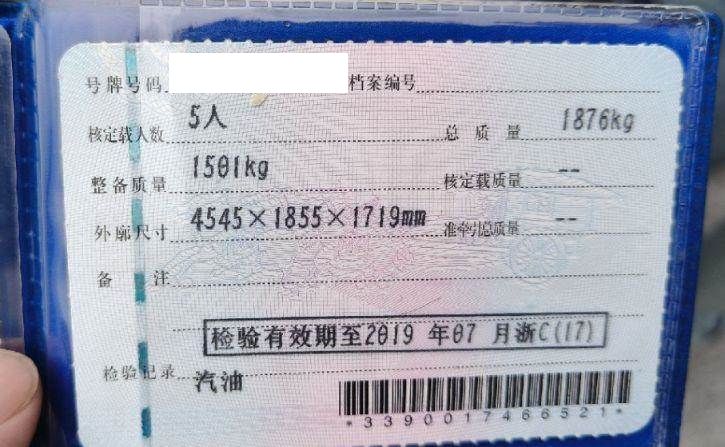 号牌号码 档案编号
核定载人数 5人 总质量 1876kg
整备质量 1501kg 核定载质量 --
外廓尺寸 4545×1855×1719mm 准牵引总质量 --
备注
检验有效期至2019 年07 月浙C(17)
检验记录 汽油
*3390017466521*